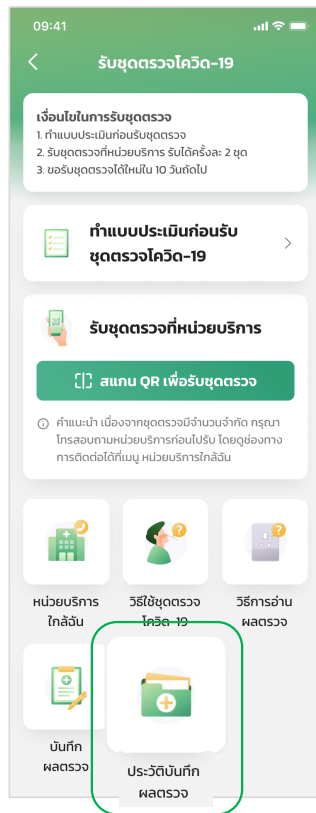 09:41
รับชุดตรวจโควิด-19
เงื่อนไขในการรับชุดตรวจ
1. ทำแบบประเมินก่อนรับชุดตรวจ
2. รับชุดตรวจที่หน่วยบริการ รับได้ครั้งละ 2 ชุด
3. ขอรับชุดตรวจได้ใหม่ใน 10 วันถัดไป
ทำแบบประเมินก่อนรับ
ชุดตรวจโควิด-19
รับชุดตรวจที่หน่วยบริการ
สแกน QR เพื่อรับชุดตรวจ
คำแนะนำ เนื่องจากชุดตรวจมีจำนวนจำกัด กรุณา
โทรสอบถามหน่วยบริการก่อนไปรับ โดยดูช่องทาง
การติดต่อได้ที่เมนู หน่วยบริการใกล้ฉัน
หน่วยบริการ
ใกล้ฉัน
วิธีใช้ชุดตรวจ
โควิด-19
วิธีการอ่าน
ผลตรวจ
บันทึก
ผลตรวจ
ประวัติบันทึก
ผลตรวจ